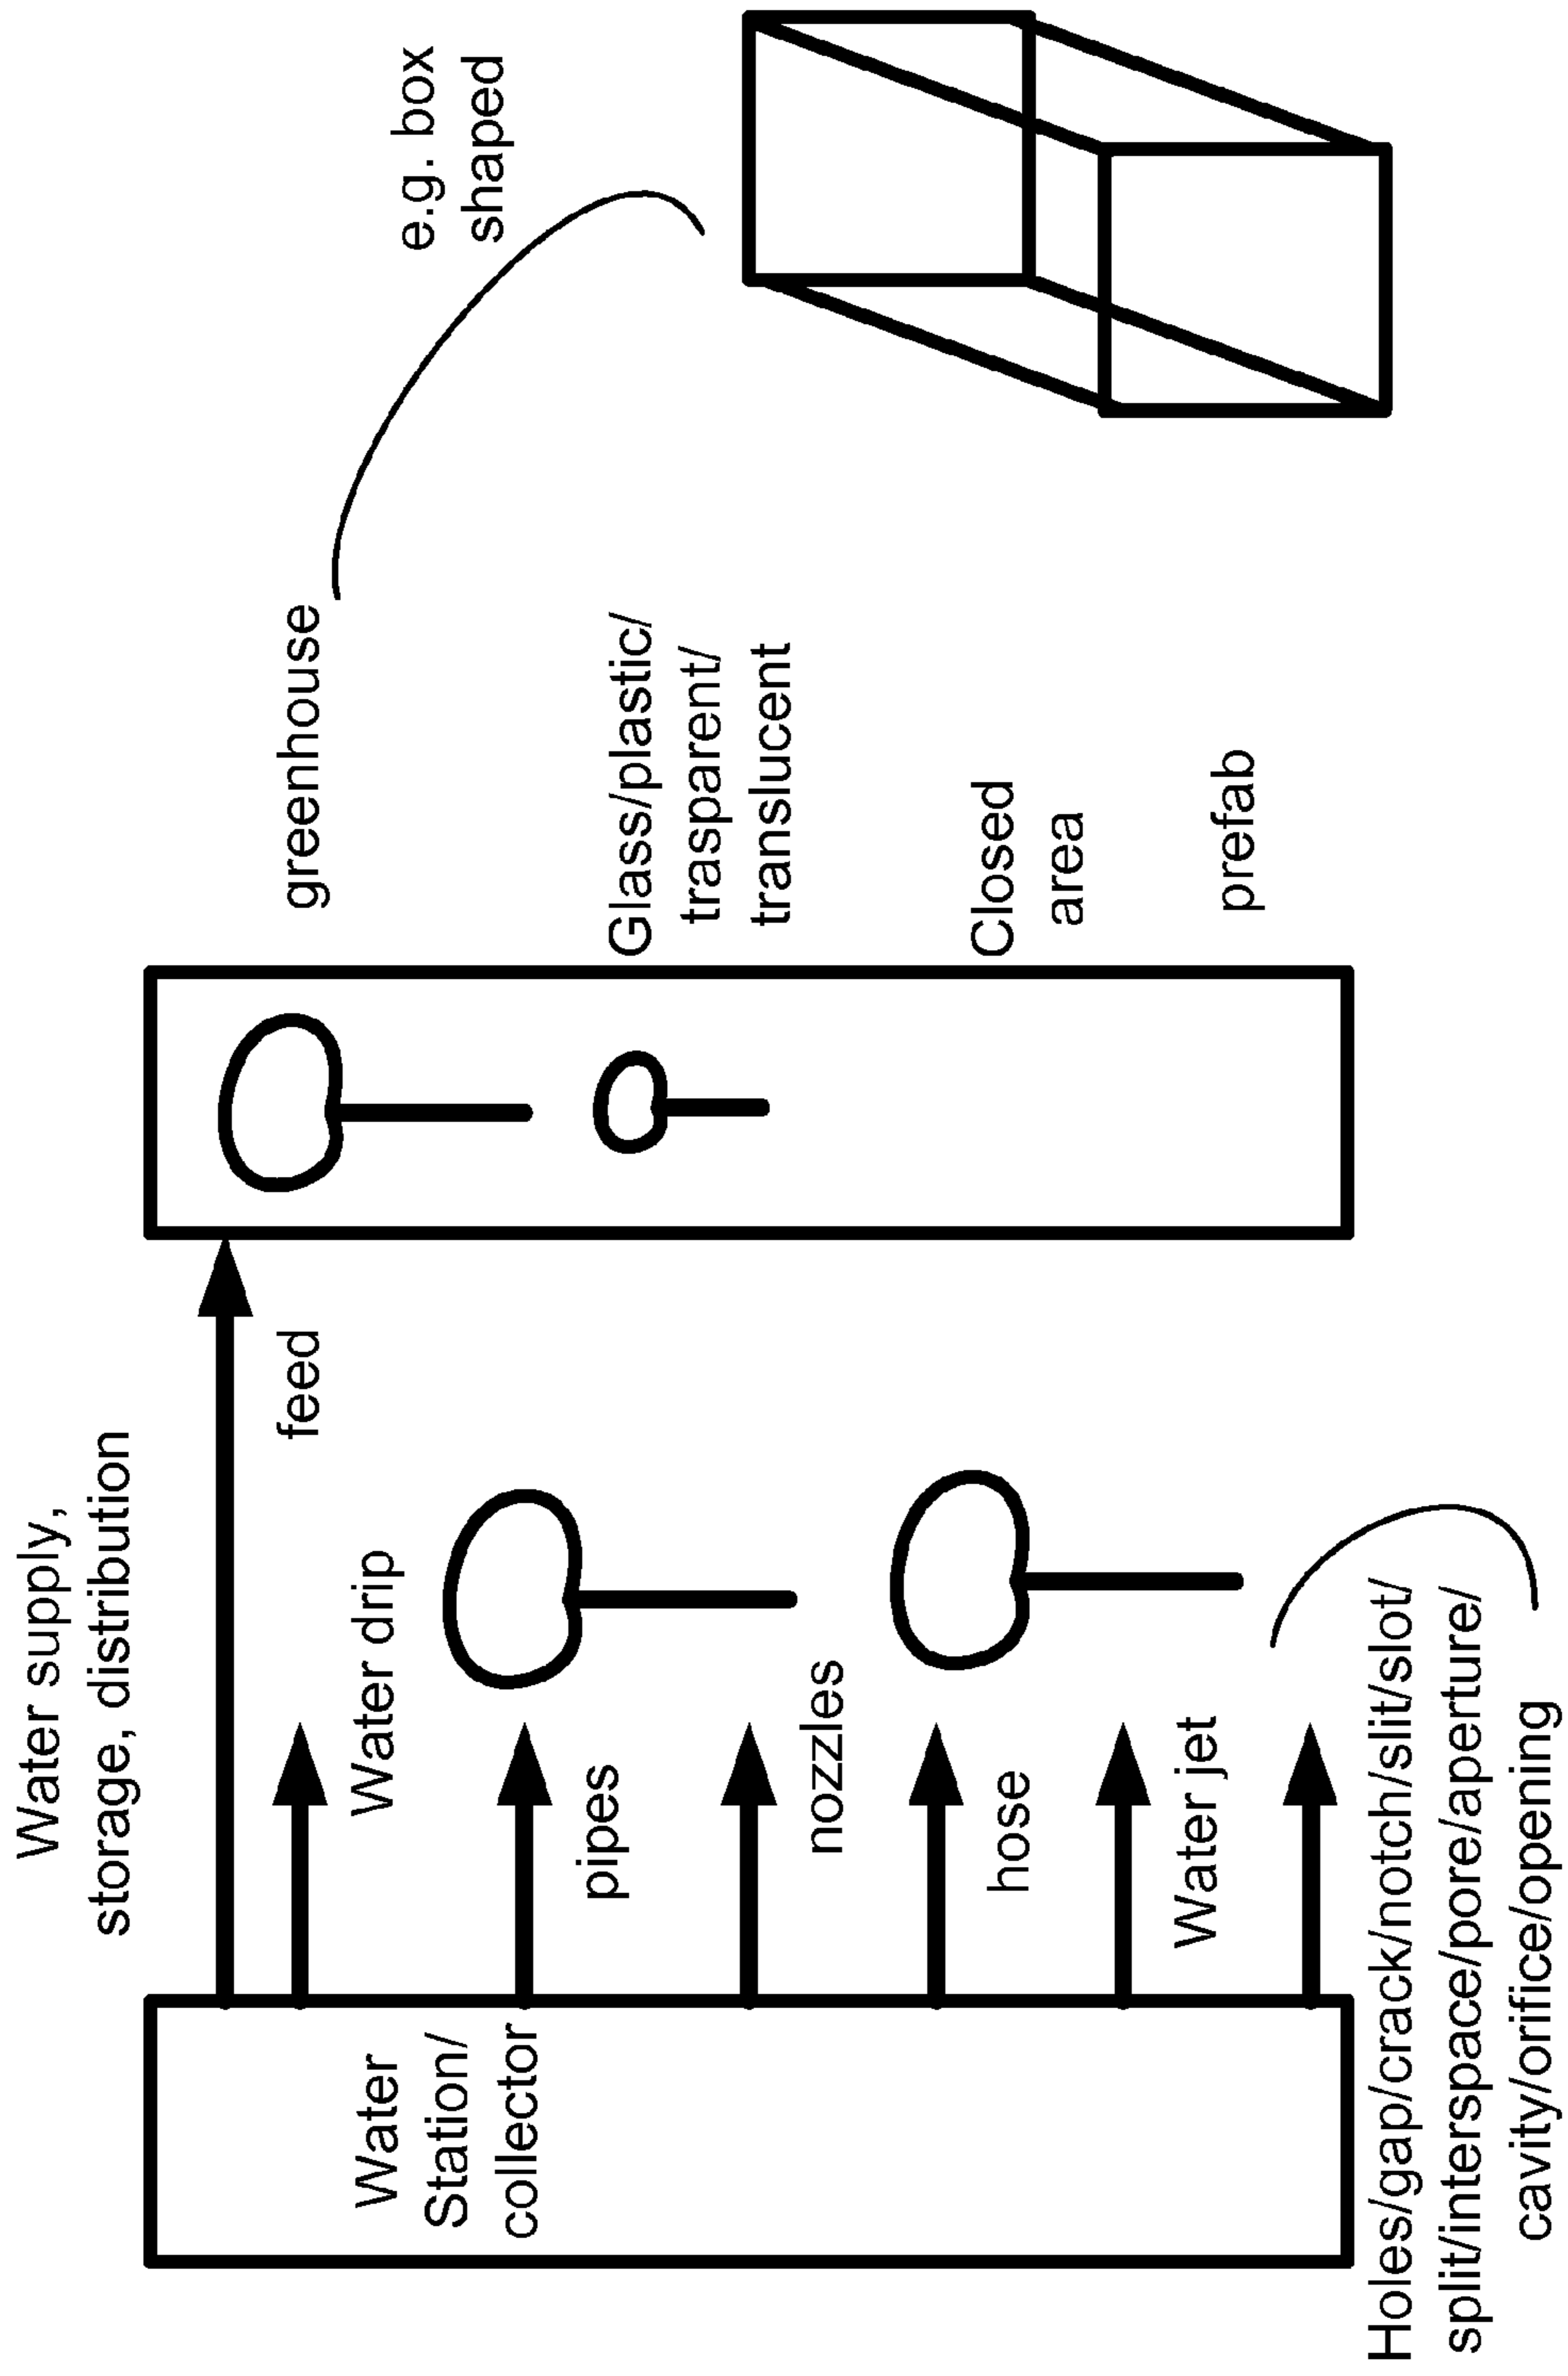 Water supply,
storage, distribution
feed
Water
Station/
collector
Water drip
pipes
nozzles
hose
Water jet
Holes/gap/crack/notch/slit/slot/
split/interspace/pore/aperture/
cavity/orifice/opening
greenhouse
Glass/plastic/
trasparent/
translucent
Closed
area
prefab
e.g. box
shaped